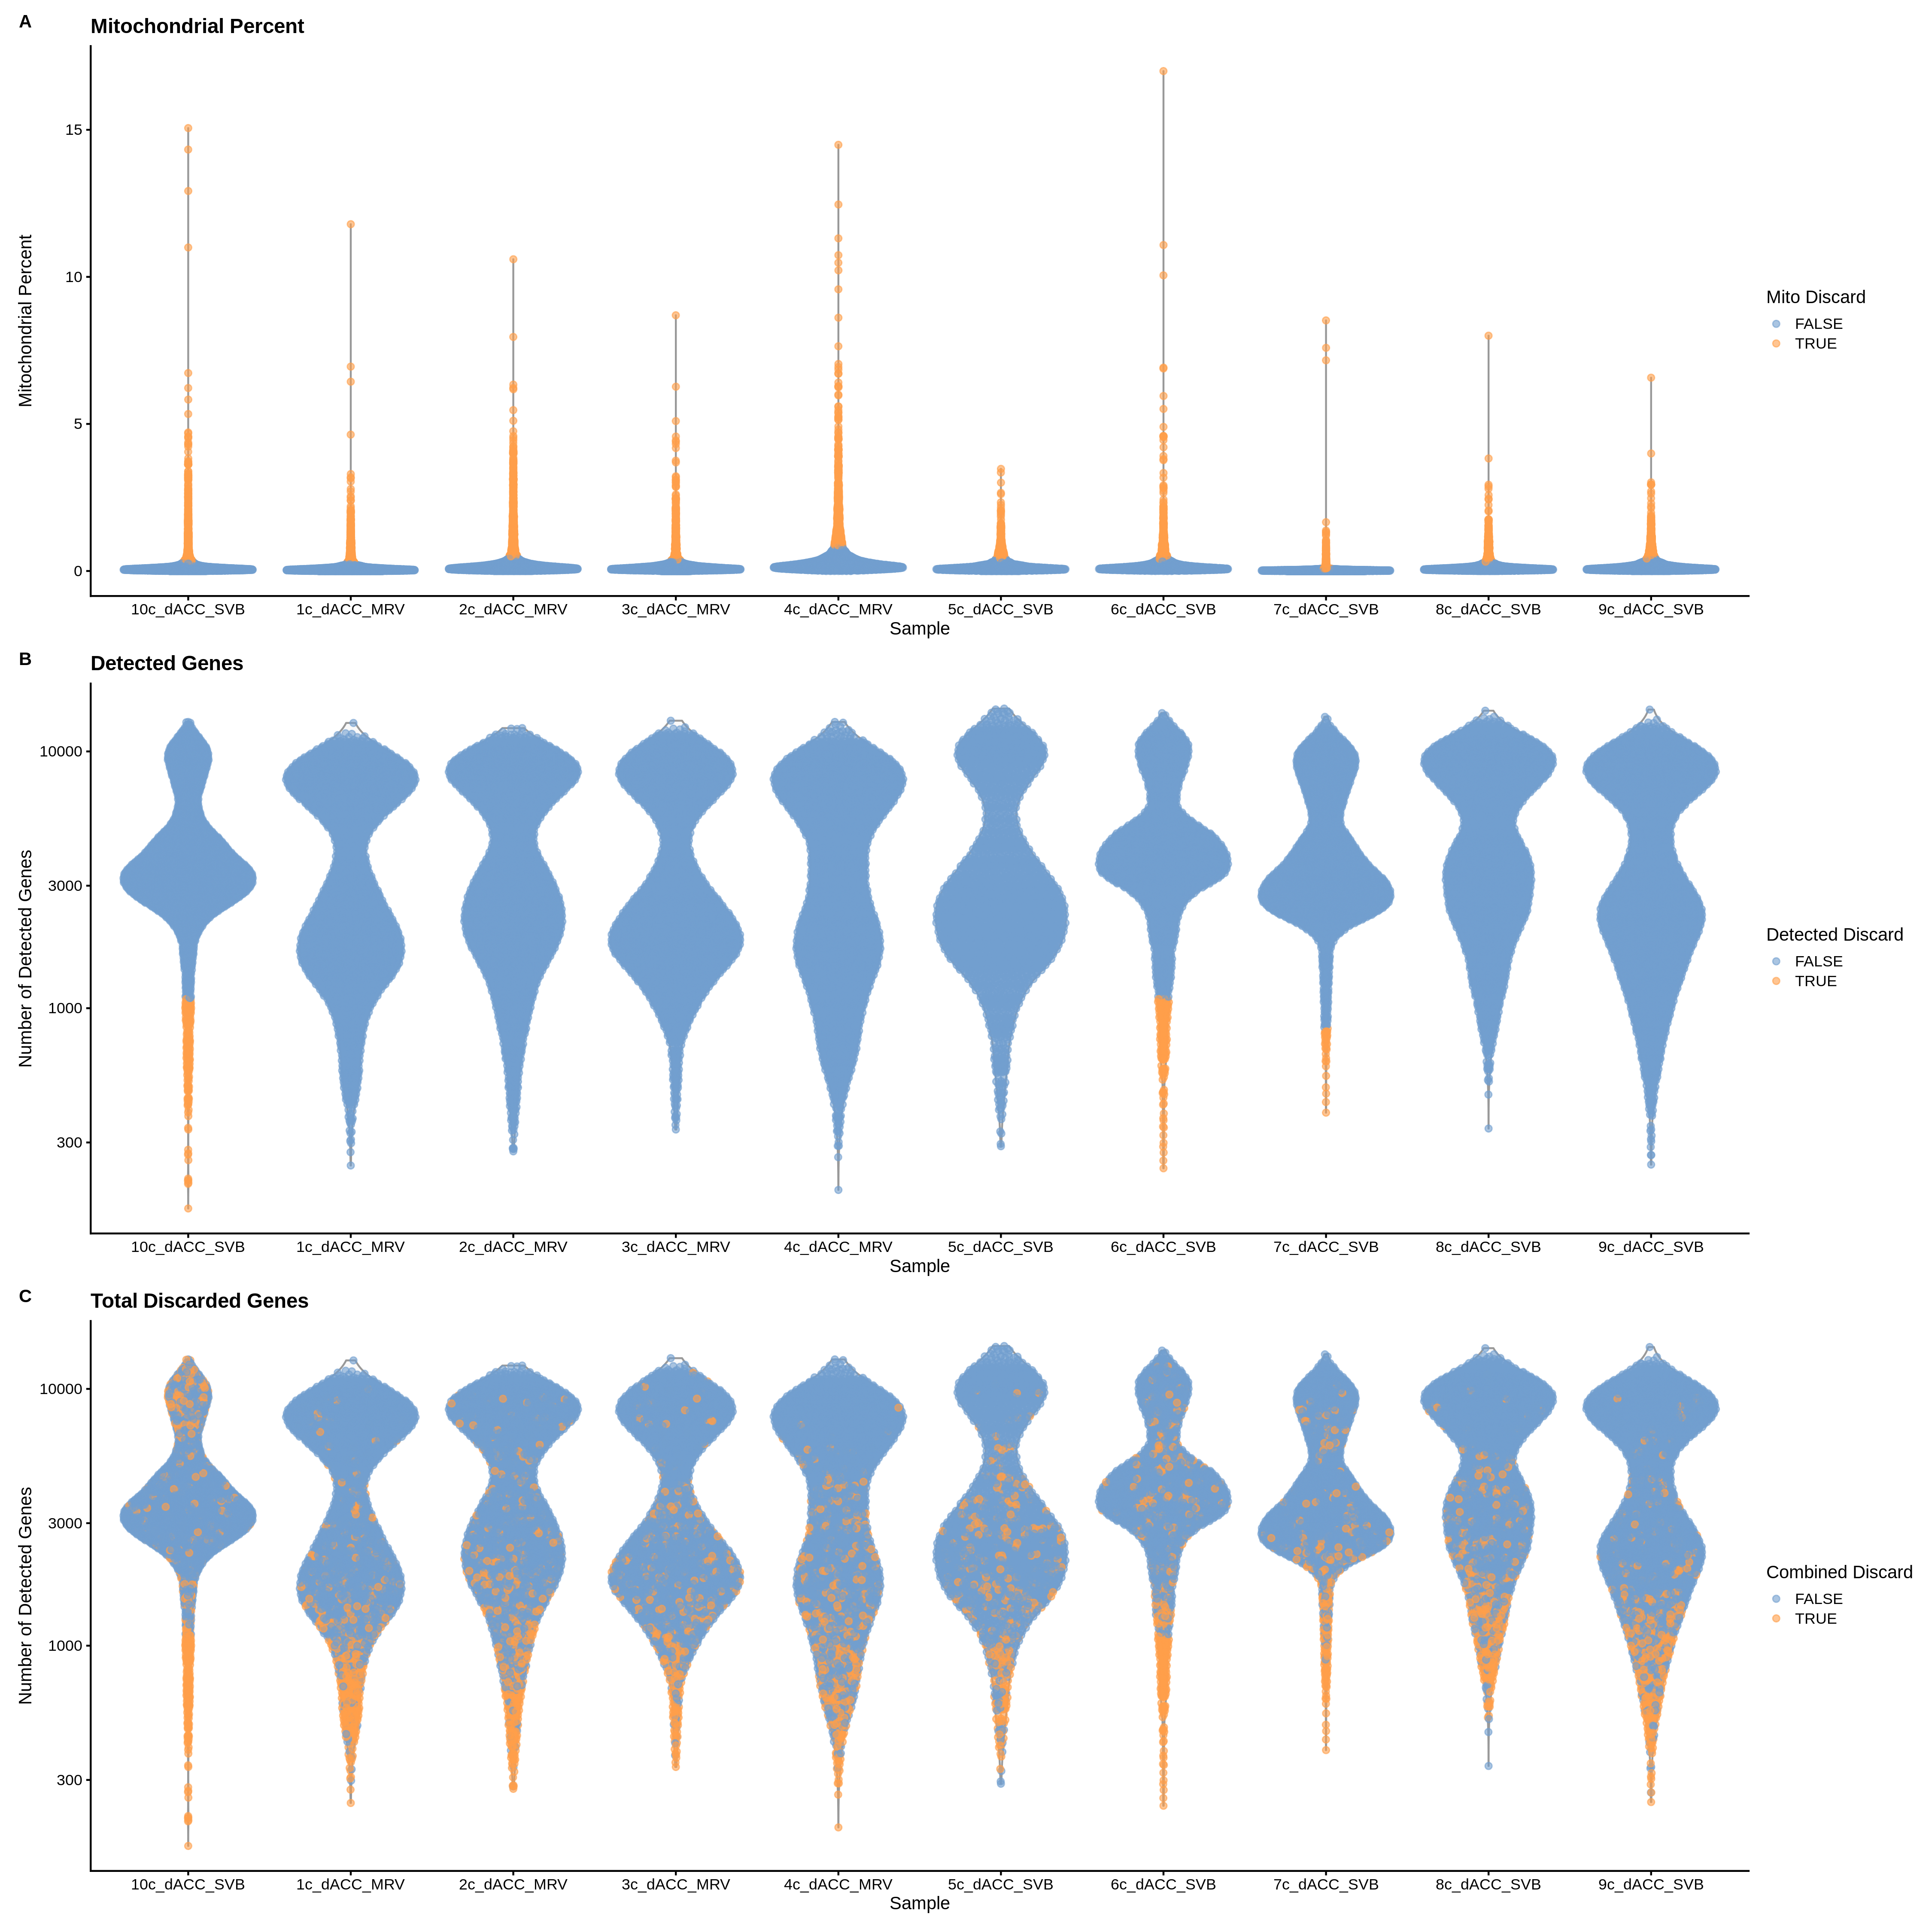 A
Mitochondrial Percent
Mitochondrial Percent
15
10
5
0
10c_dACC_SVB 1c_dACC_MRV 2c_dACC_MRV 3c_dACC_MRV 4c_dACC_MRV 5c_dACC_SVB 6c_dACC_SVB 7c_dACC_SVB 8c_dACC_SVB 9c_dACC_SVB
Sample
Mito Discard
FALSE
TRUE
B
Detected Genes
Number of Detected Genes
10000
3000
1000
300
10c_dACC_SVB 1c_dACC_MRV 2c_dACC_MRV 3c_dACC_MRV 4c_dACC_MRV 5c_dACC_SVB 6c_dACC_SVB 7c_dACC_SVB 8c_dACC_SVB 9c_dACC_SVB
Sample
Detected Discard
FALSE
TRUE
C
Total Discarded Genes
Number of Detected Genes
10000
3000
1000
300
10c_dACC_SVB 1c_dACC_MRV 2c_dACC_MRV 3c_dACC_MRV 4c_dACC_MRV 5c_dACC_SVB 6c_dACC_SVB 7c_dACC_SVB 8c_dACC_SVB 9c_dACC_SVB
Sample
Combined Discard
FALSE
TRUE